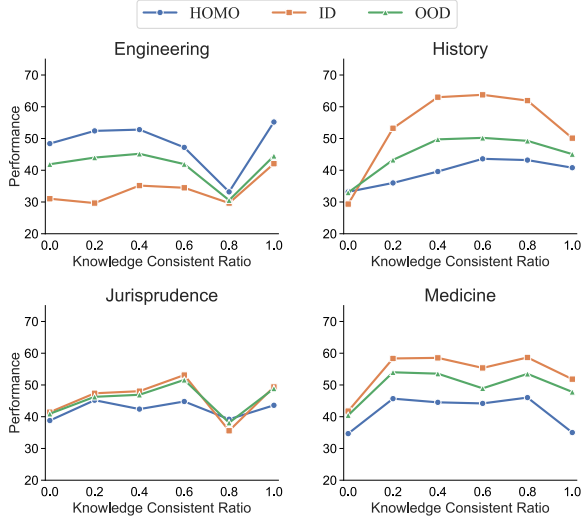 HOMO ID OOD
Engineering History
Performance
70
60
50
40
30
20
0.0 0.2 0.4 0.6 0.8 1.0
Knowledge Consistent Ratio
70
60
50
40
30
20
0.0 0.2 0.4 0.6 0.8 1.0
Knowledge Consistent Ratio
Jurisprudence Medicine
Performance
70
60
50
40
30
20
0.0 0.2 0.4 0.6 0.8 1.0
Knowledge Consistent Ratio
70
60
50
40
30
20
0.0 0.2 0.4 0.6 0.8 1.0
Knowledge Consistent Ratio